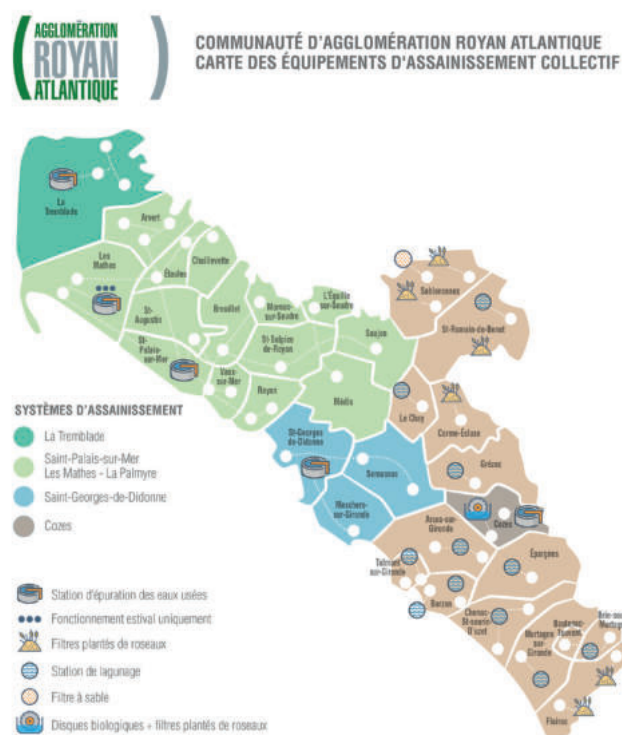 AGGLOMÉRATION
ROYAN
ATLANTIQUE
COMMUNAUTÉ D'AGGLOMÉRATION ROYAN ATLANTIQUE
CARTE DES ÉQUIPEMENTS D'ASSAINISSEMENT COLLECTIF
La
Tremblade
Arvert
Les
Mathes
Étaules
Chaillevette
St-
Augustin
Breuillet
Mornac-
sur-Seudre
L'Éguille
sur-Seudre
Sablonceaux
St-Romain-de-Benet
St-
Palais-
sur-Mer
St-Sulpice
de-Royan
Saujon
Vaux-
sur-Mer
Royan
Médis
Le Chay
Corme-Écluse
SYSTÈMES D'ASSAINISSEMENT
La Tremblade
Saint-Palais-sur-Mer
Les Mathes - La Palmyre
Saint-Georges-de-Didonne
Cozes
St-Georges
de-Didonne
Semussac
Grézac
Meschers-
sur-Gironde
Arces-sur-
Gironde
Cozes
Talmont
sur-Gironde
Épargnes
Barzan
Chenac-
St-seurin-
D'uzet
Mortagne
sur-
Gironde
Floirac
Station d'épuration des eaux usées
Fonctionnement estival uniquement
Filtres plantés de roseaux
Station de lagunage
Filtre à sable
Disques biologiques + filtres plantés de roseaux